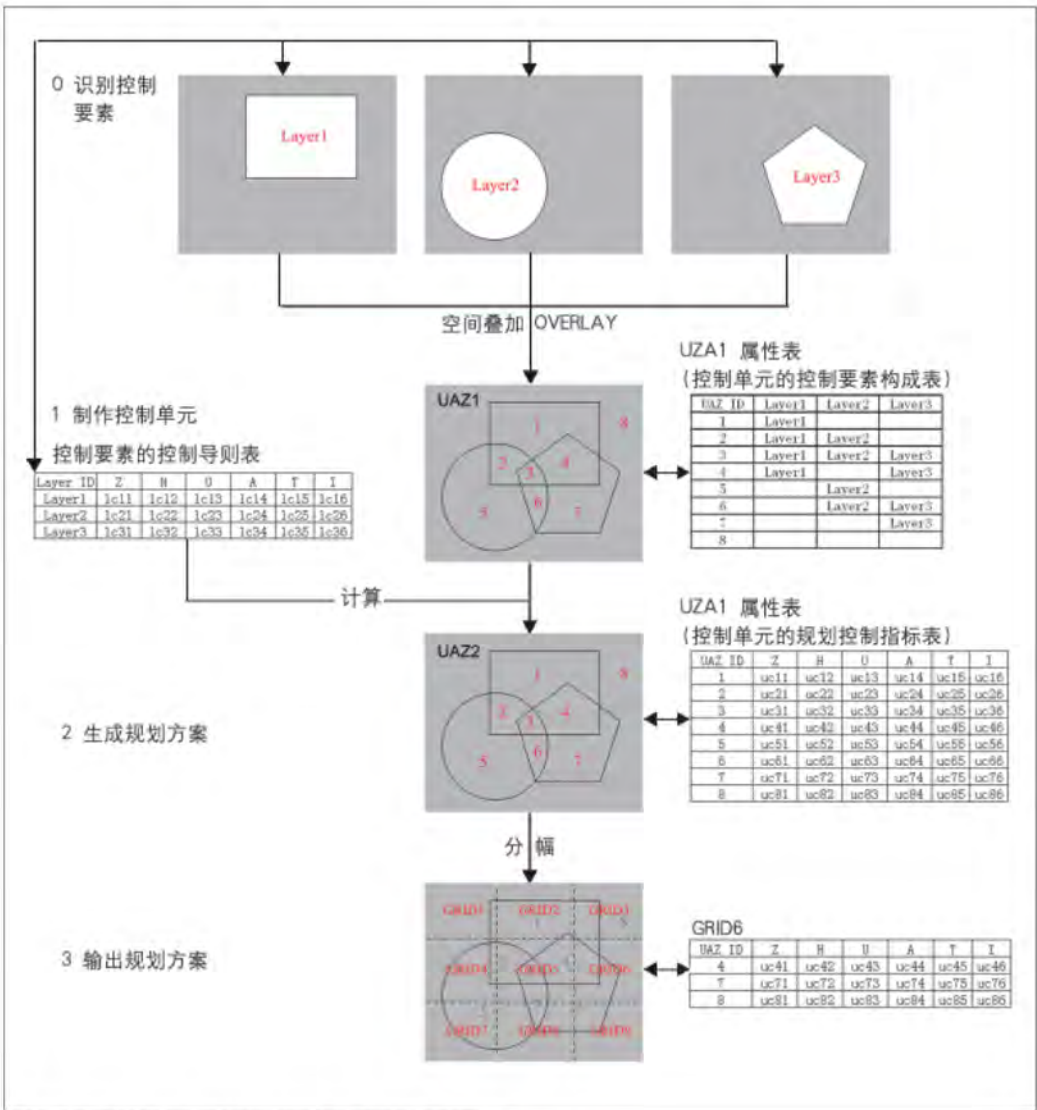 0 识别控制
要素
Layer1
Layer2
Layer3
空间叠加 OVERLAY
1 制作控制单元
控制要素的控制导则表
Layer ID Z H U A T I
Layer1 lc11 lc12 lc13 lc14 lc15 lc16
Layer2 lc21 lc22 lc23 lc24 lc25 lc26
Layer3 lc31 lc32 lc33 lc34 lc35 lc36
UAZ1
1
8
2
3
4
5
6
7
UZA1 属性表
(控制单元的控制要素构成表)
UAZ ID Layer1 Layer2 Layer3
1 Layer1
2 Layer1 Layer2
3 Layer1 Layer2 Layer3
4 Layer1 Layer3
5 Layer2
6 Layer2 Layer3
7 Layer3
8
计算
2 生成规划方案
UAZ2
1
8
2
3
4
5
6
7
UZA1 属性表
(控制单元的规划控制指标表)
UAZ ID Z H U A T I
1 uc11 uc12 uc13 uc14 uc15 uc16
2 uc21 uc22 uc23 uc24 uc25 uc26
3 uc31 uc32 uc33 uc34 uc35 uc36
4 uc41 uc42 uc43 uc44 uc45 uc46
5 uc51 uc52 uc53 uc54 uc55 uc56
6 uc61 uc62 uc63 uc64 uc65 uc66
7 uc71 uc72 uc73 uc74 uc75 uc76
8 uc81 uc82 uc83 uc84 uc85 uc86
分幅
3 输出规划方案
GRID1 GRID2 GRID3
GRID4 GRID5 GRID6
GRID7 GRID8 GRID9
GRID6
UAZ ID Z H U A T I
4 uc41 uc42 uc43 uc44 uc45 uc46
7 uc71 uc72 uc73 uc74 uc75 uc76
8 uc81 uc82 uc83 uc84 uc85 uc86